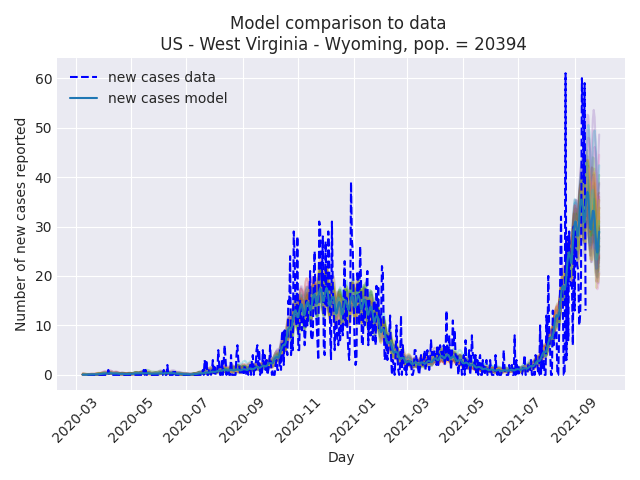 Model comparison to data
US - West Virginia - Wyoming, pop. = 20394
new cases data
new cases model
Number of new cases reported
60
50
40
30
20
10
0
2020-03
2020-05
2020-07
2020-09
2020-11
2021-01
2021-03
2021-05
2021-07
2021-09
Day